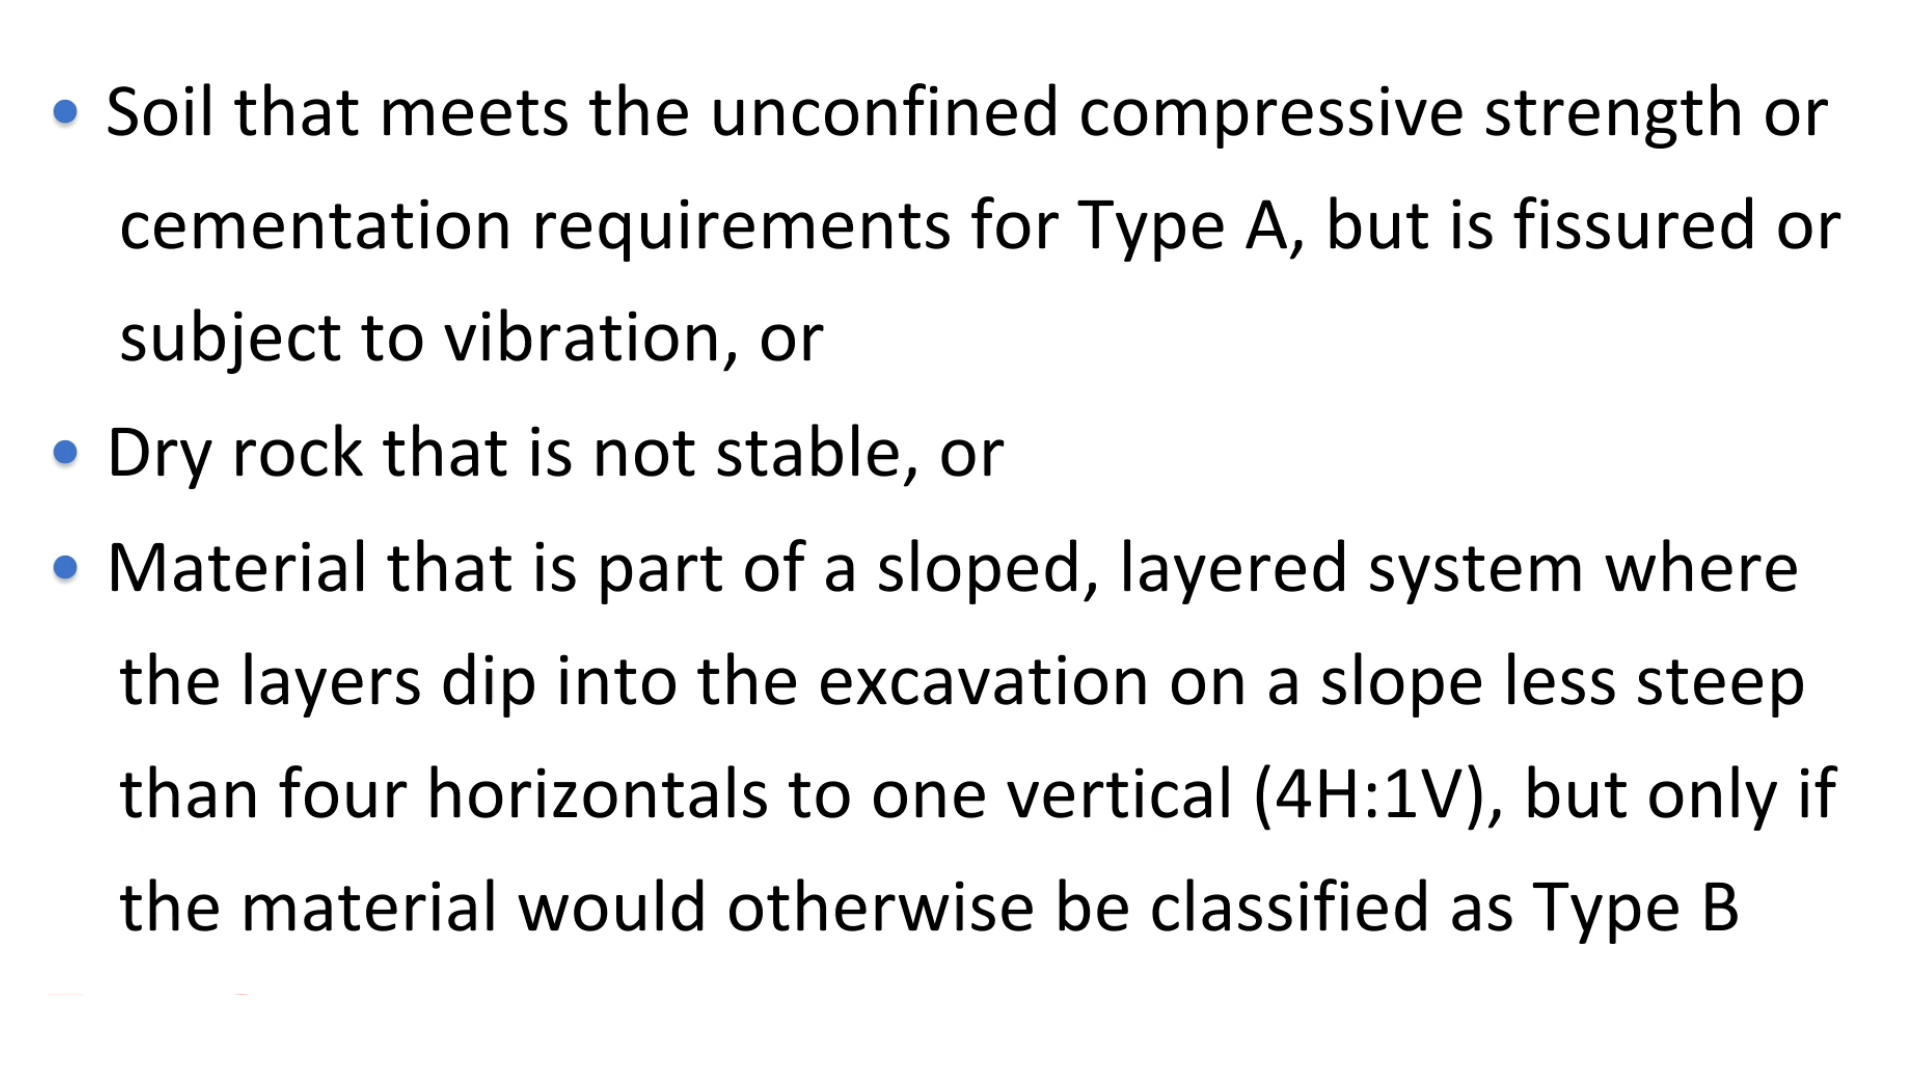 • Soil that meets the unconfined compressive strength or
cementation requirements for Type A, but is fissured or
subject to vibration, or
• Dry rock that is not stable, or
• Material that is part of a sloped, layered system where
the layers dip into the excavation on a slope less steep
than four horizontals to one vertical (4H:1V), but only if
the material would otherwise be classified as Type B